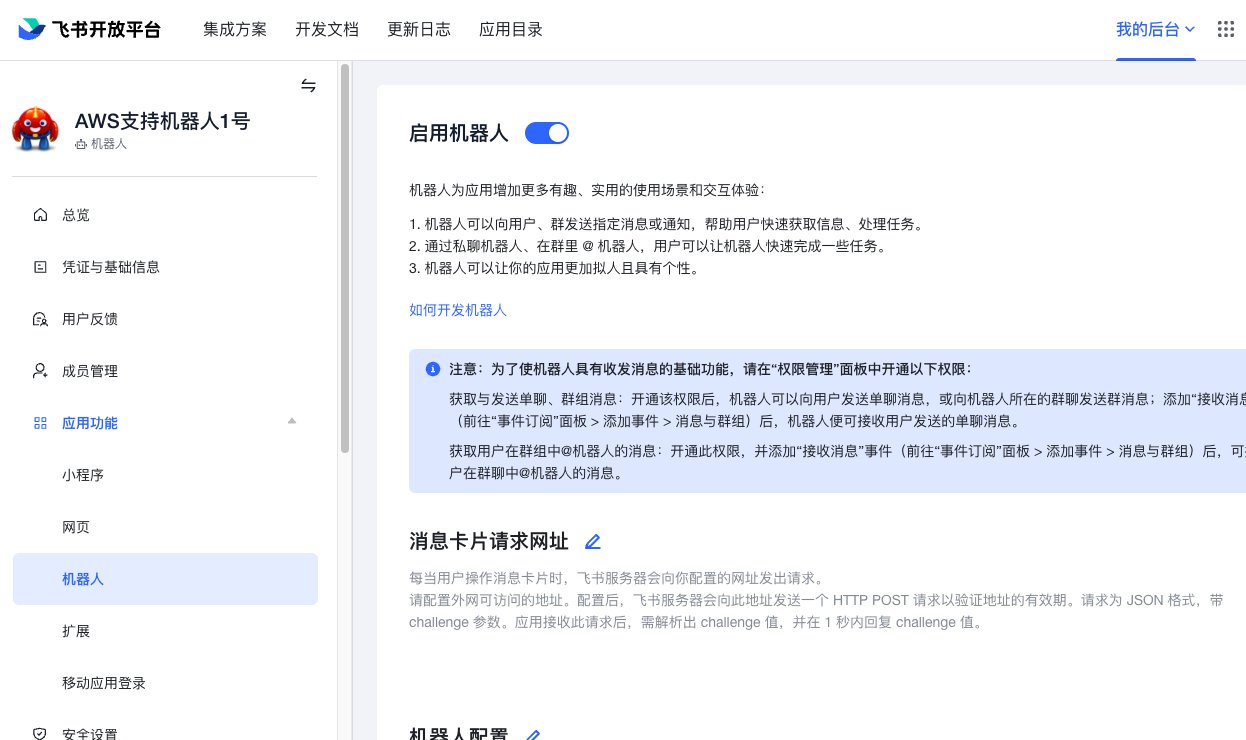 飞书开放平台 集成方案 开发文档 更新日志 应用目录 我的后台
AWS支持机器人1号
机器人
总览
凭证与基础信息
用户反馈
成员管理
应用功能
小程序
网页
机器人
扩展
移动应用登录
安全设置
启用机器人
机器人为应用增加更多有趣、实用的使用场景和交互体验：
1. 机器人可以向用户、群发送指定消息或通知，帮助用户快速获取信息、处理任务。
2. 通过私聊机器人、在群里 @ 机器人，用户可以让机器人快速完成一些任务。
3. 机器人可以让你的应用更加拟人且具有个性。
如何开发机器人
注意：为了使机器人具有收发消息的基础功能，请在“权限管理”面板中开通以下权限：
获取与发送单聊、群组消息：开通该权限后，机器人可以向用户发送单聊消息，或向机器人所在的群聊发送群消息；添加“接收消息
（前往“事件订阅”面板 > 添加事件 > 消息与群组）后，机器人便可接收用户发送的单聊消息。
获取用户在群组中@机器人的消息：开通此权限，并添加“接收消息”事件（前往“事件订阅”面板 > 添加事件 > 消息与群组）后，可
户在群聊中@机器人的消息。
消息卡片请求网址
每当用户操作消息卡片时，飞书服务器会向你配置的网址发出请求。
请配置外网可访问的地址。配置后，飞书服务器会向此地址发送一个 HTTP POST 请求以验证地址的有效期。请求为 JSON 格式，带
challenge 参数。应用接收此请求后，需解析出 challenge 值，并在 1 秒内回复 challenge 值。
机器人配置